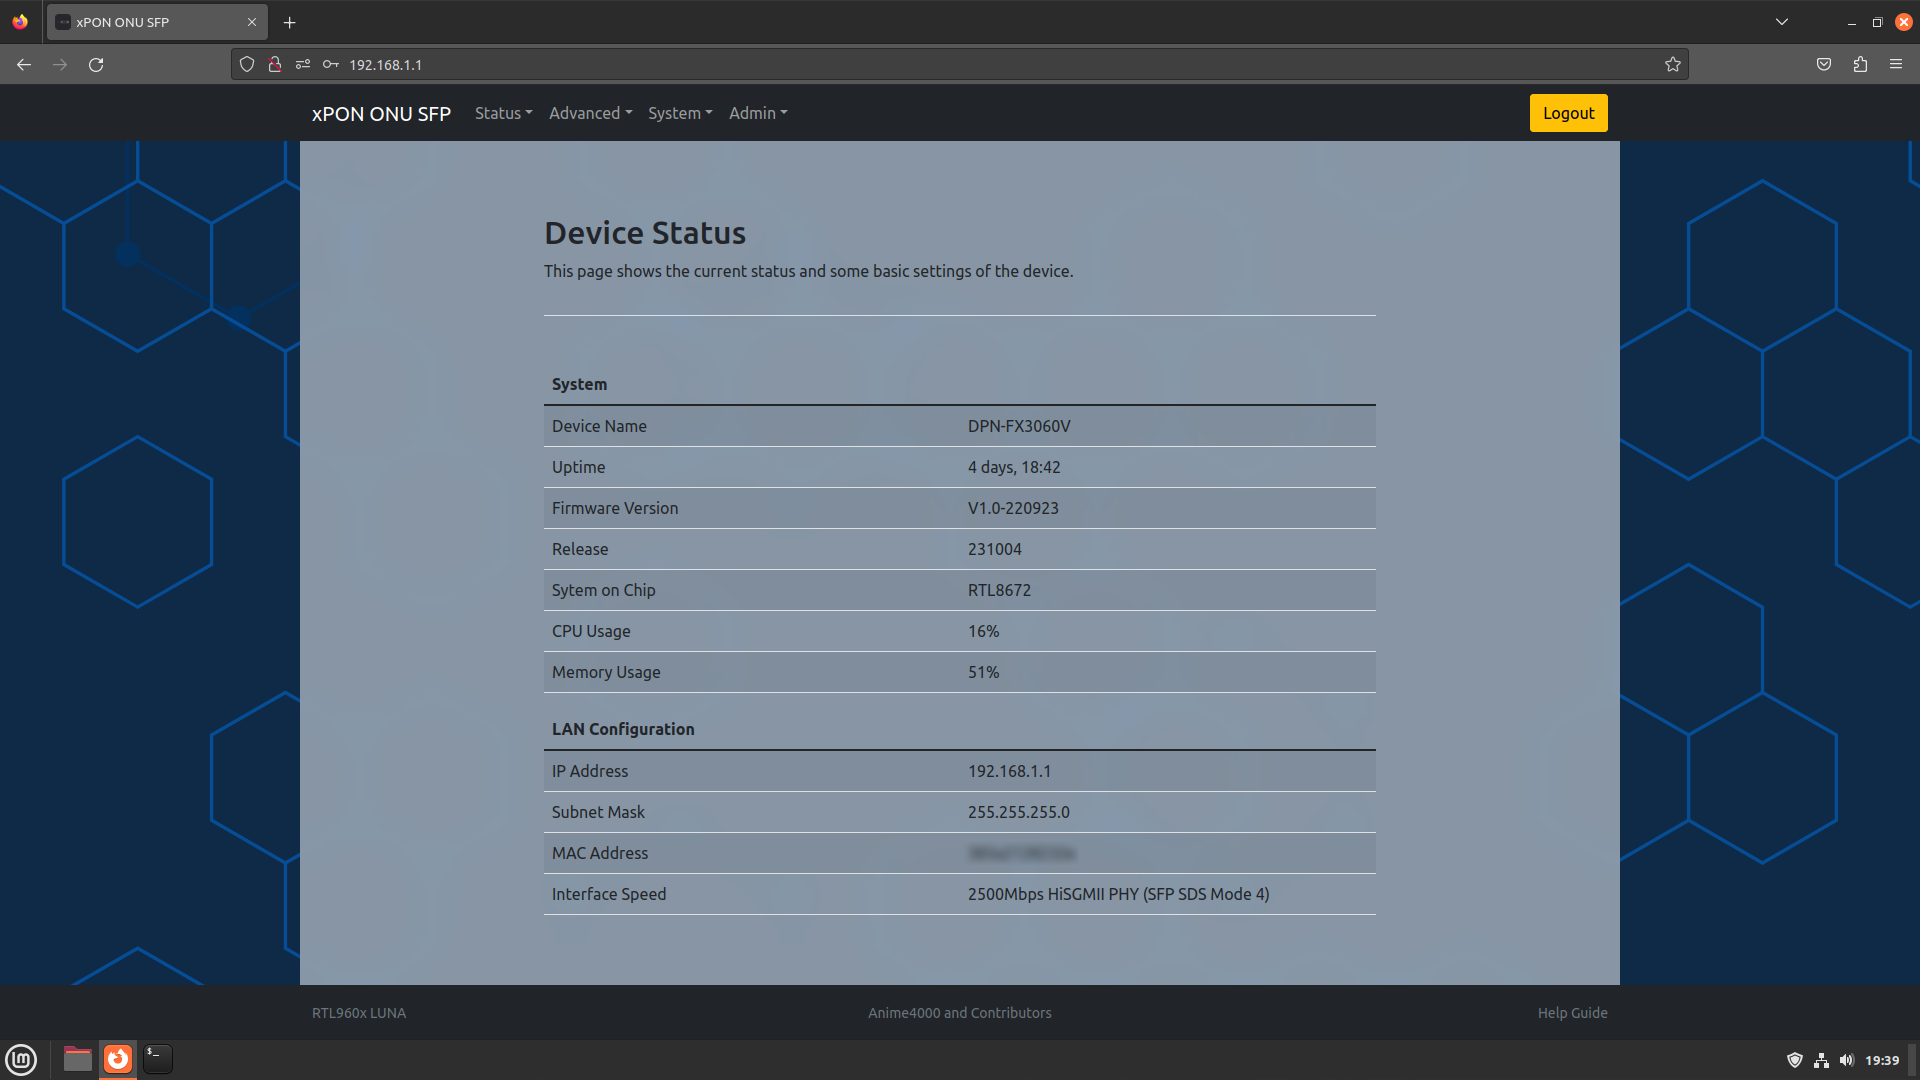 xPON ONU SFP
192.168.1.1
xPON ONU SFP Status Advanced System Admin Logout
Device Status
This page shows the current status and some basic settings of the device.
System
Device Name DPN-FX3060V
Uptime 4 days, 18:42
Firmware Version V1.0-220923
Release 231004
Sytem on Chip RTL8672
CPU Usage 16%
Memory Usage 51%
LAN Configuration
IP Address 192.168.1.1
Subnet Mask 255.255.255.0
MAC Address
Interface Speed 2500Mbps HiSGMII PHY (SFP SDS Mode 4)
RTL960x LUNA Anime4000 and Contributors Help Guide
19:39